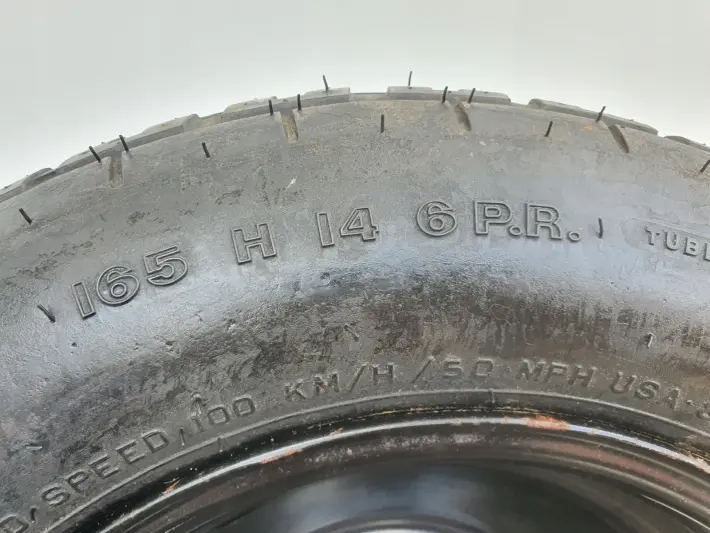 165 H 14 6 P.R. TUBE
SPEED, 100 KM/H /50 MPH USA: